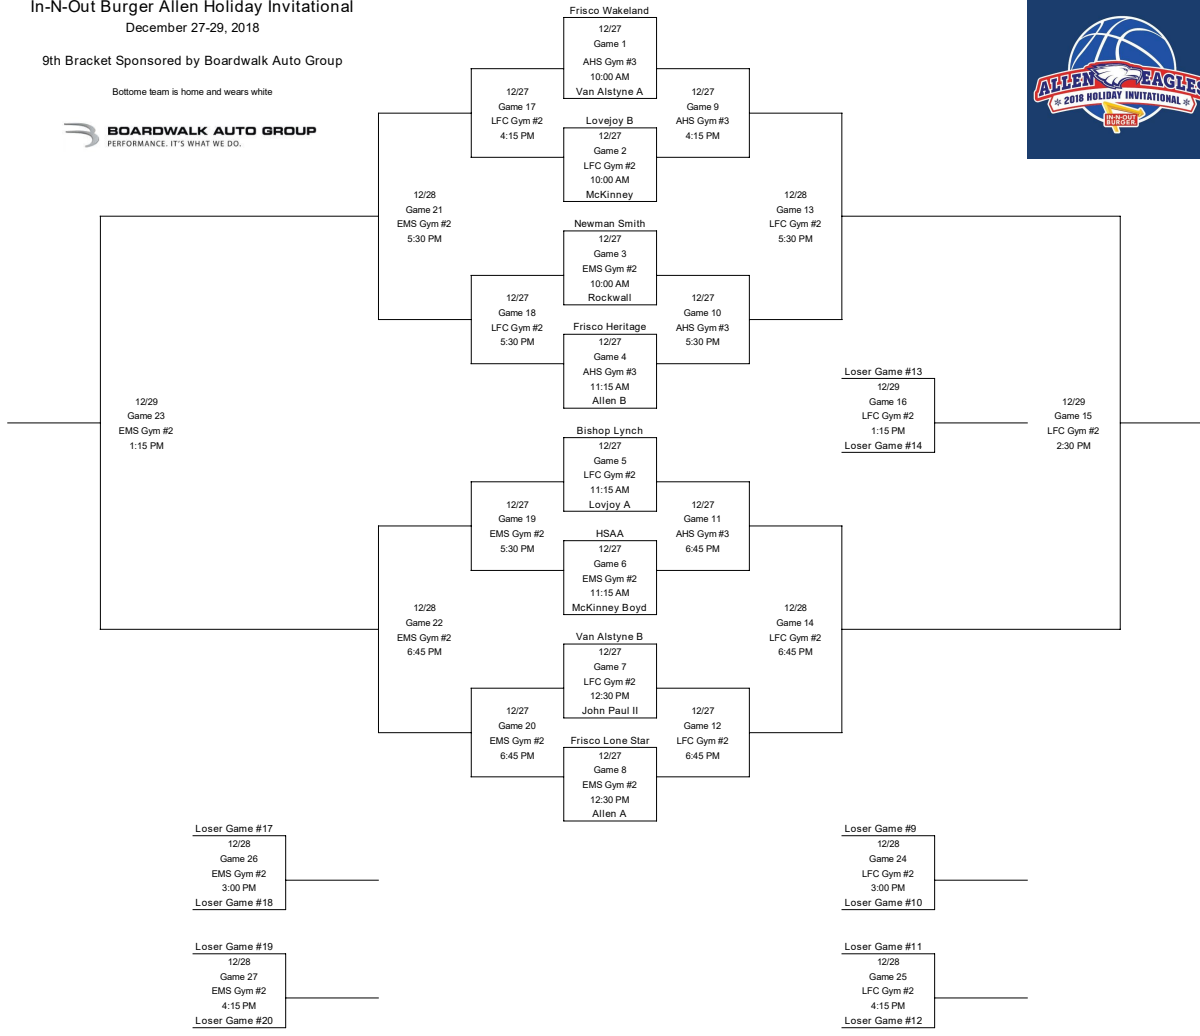 In-N-Out Burger Allen Holiday Invitational
December 27-29, 2018
9th Bracket Sponsored by Boardwalk Auto Group
Bottome team is home and wears white
BOARDWALK AUTO GROUP
PERFORMANCE. IT'S WHAT WE DO.
ALLEN EAGLES
2018 HOLIDAY INVITATIONAL
IN-N-OUT
BURGER
Frisco Wakeland
12/27
Game 1
AHS Gym #3
10:00 AM
Van Alstyne A
12/27
Game 17
LFC Gym #2
4:15 PM
12/27
Game 9
AHS Gym #3
4:15 PM
Lovejoy B
12/27
Game 2
LFC Gym #2
10:00 AM
McKinney
12/28
Game 21
EMS Gym #2
5:30 PM
12/28
Game 13
LFC Gym #2
5:30 PM
Newman Smith
12/27
Game 3
EMS Gym #2
10:00 AM
Rockwall
12/27
Game 18
LFC Gym #2
5:30 PM
12/27
Game 10
AHS Gym #3
5:30 PM
Frisco Heritage
12/27
Game 4
AHS Gym #3
11:15 AM
Allen B
Loser Game #13
12/29
Game 16
LFC Gym #2
1:15 PM
Loser Game #14
12/29
Game 23
EMS Gym #2
1:15 PM
12/29
Game 15
LFC Gym #2
2:30 PM
Bishop Lynch
12/27
Game 5
LFC Gym #2
11:15 AM
Lovjoy A
12/27
Game 19
EMS Gym #2
5:30 PM
12/27
Game 11
AHS Gym #3
6:45 PM
HSAA
12/27
Game 6
EMS Gym #2
11:15 AM
McKinney Boyd
12/28
Game 22
EMS Gym #2
6:45 PM
12/28
Game 14
LFC Gym #2
6:45 PM
Van Alstyne B
12/27
Game 7
LFC Gym #2
12:30 PM
John Paul II
12/27
Game 20
EMS Gym #2
6:45 PM
12/27
Game 12
LFC Gym #2
6:45 PM
Frisco Lone Star
12/27
Game 8
EMS Gym #2
12:30 PM
Allen A
Loser Game #17
12/28
Game 26
EMS Gym #2
3:00 PM
Loser Game #18
Loser Game #9
12/28
Game 24
LFC Gym #2
3:00 PM
Loser Game #10
Loser Game #19
12/28
Game 27
EMS Gym #2
4:15 PM
Loser Game #20
Loser Game #11
12/28
Game 25
LFC Gym #2
4:15 PM
Loser Game #12